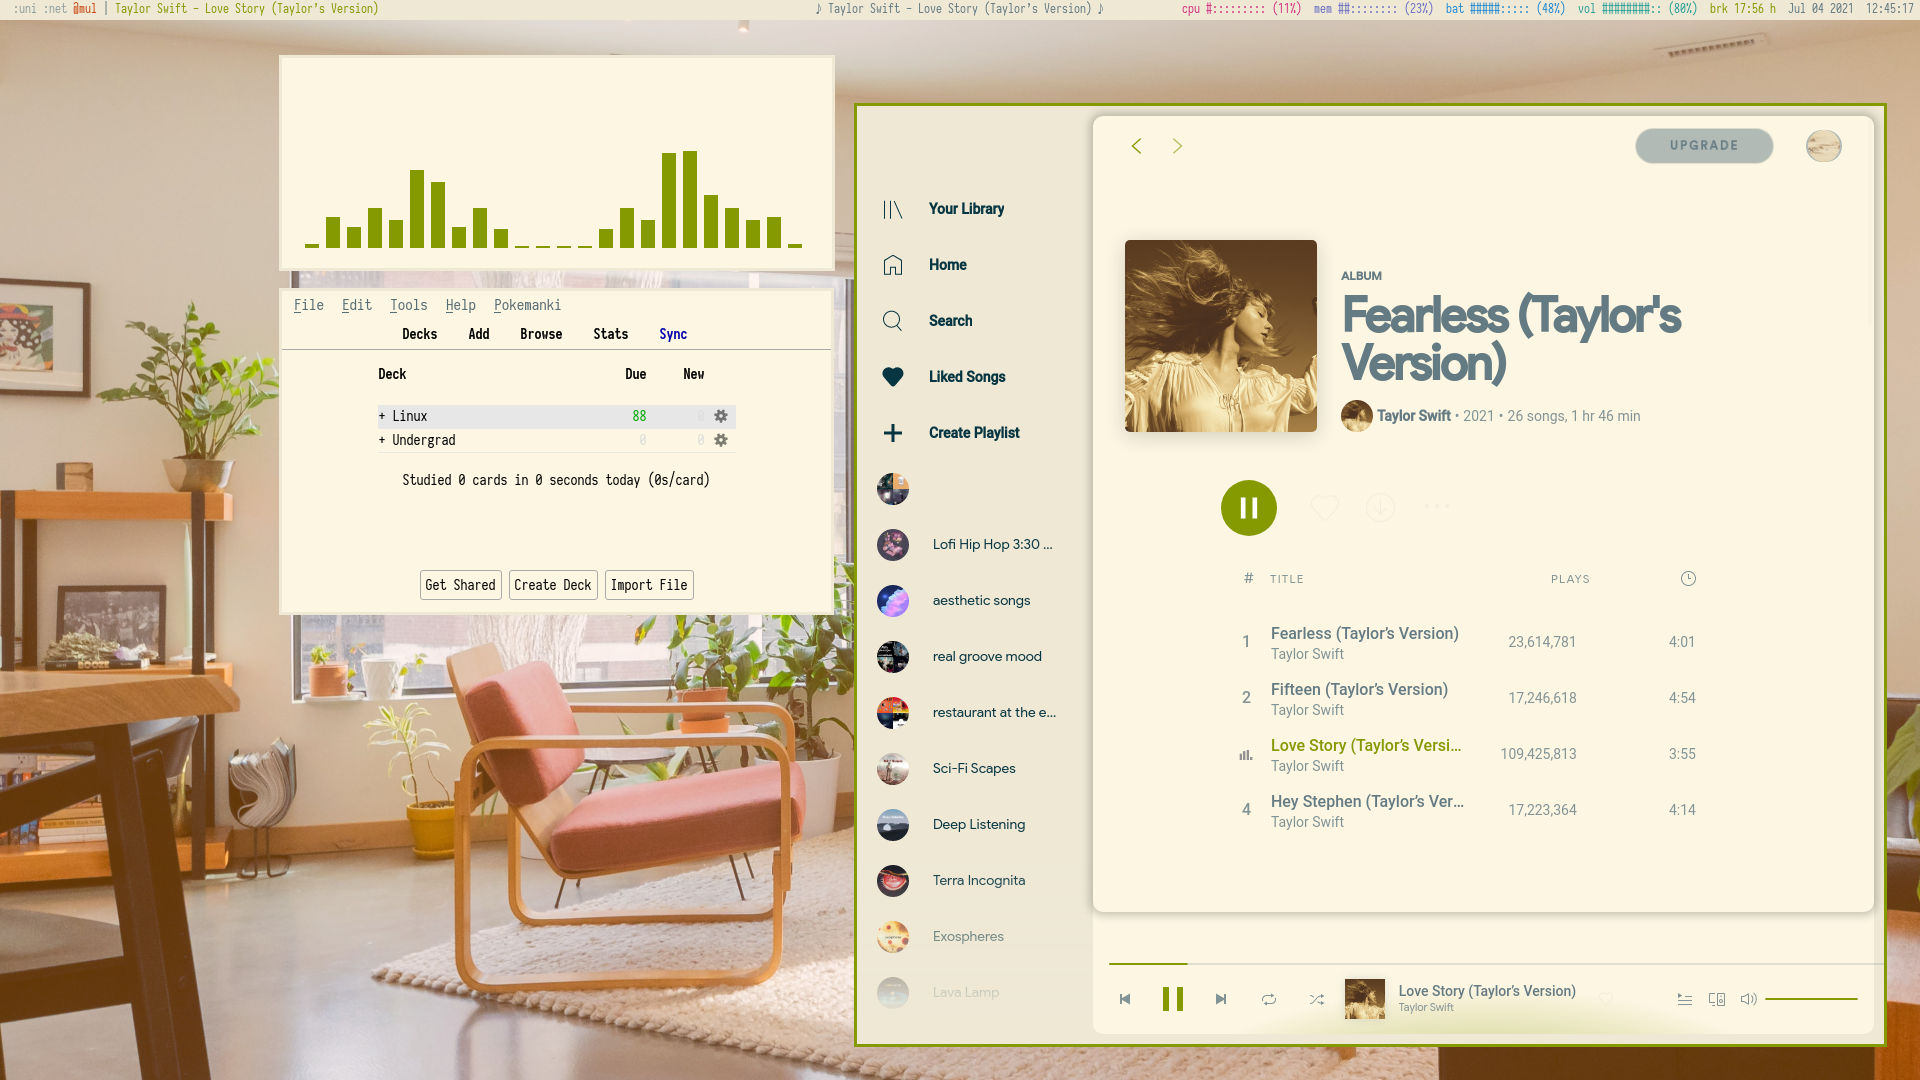 :uni :net @mul | Taylor Swift - Love Story (Taylor's Version)
♪ Taylor Swift - Love Story (Taylor's Version) ♪
cpu #::::::::: (11%) mem ##:::::::: (23%) bat #####::::: (48%) vol ########:: (80%) brk 17:56 h Jul 04 2021 12:45:17
File Edit Tools Help Pokemanki
Decks Add Browse Stats Sync
Deck Due New
+ Linux 88 0
+ Undergrad 0 0
Studied 0 cards in 0 seconds today (0s/card)
Get Shared Create Deck Import File
Your Library
Home
Search
Liked Songs
Create Playlist
Lofi Hip Hop 3:30 ...
aesthetic songs
real groove mood
restaurant at the e...
Sci-Fi Scapes
Deep Listening
Terra Incognita
Exospheres
Lava Lamp
UPGRADE
ALBUM
Fearless (Taylor's
Version)
Taylor Swift • 2021 • 26 songs, 1 hr 46 min
# TITLE PLAYS
1 Fearless (Taylor's Version) 23,614,781 4:01
Taylor Swift
2 Fifteen (Taylor's Version) 17,246,618 4:54
Taylor Swift
Love Story (Taylor's Versi... 109,425,813 3:55
Taylor Swift
4 Hey Stephen (Taylor's Ver... 17,223,364 4:14
Taylor Swift
Love Story (Taylor's Version)
Taylor Swift
BOOZE